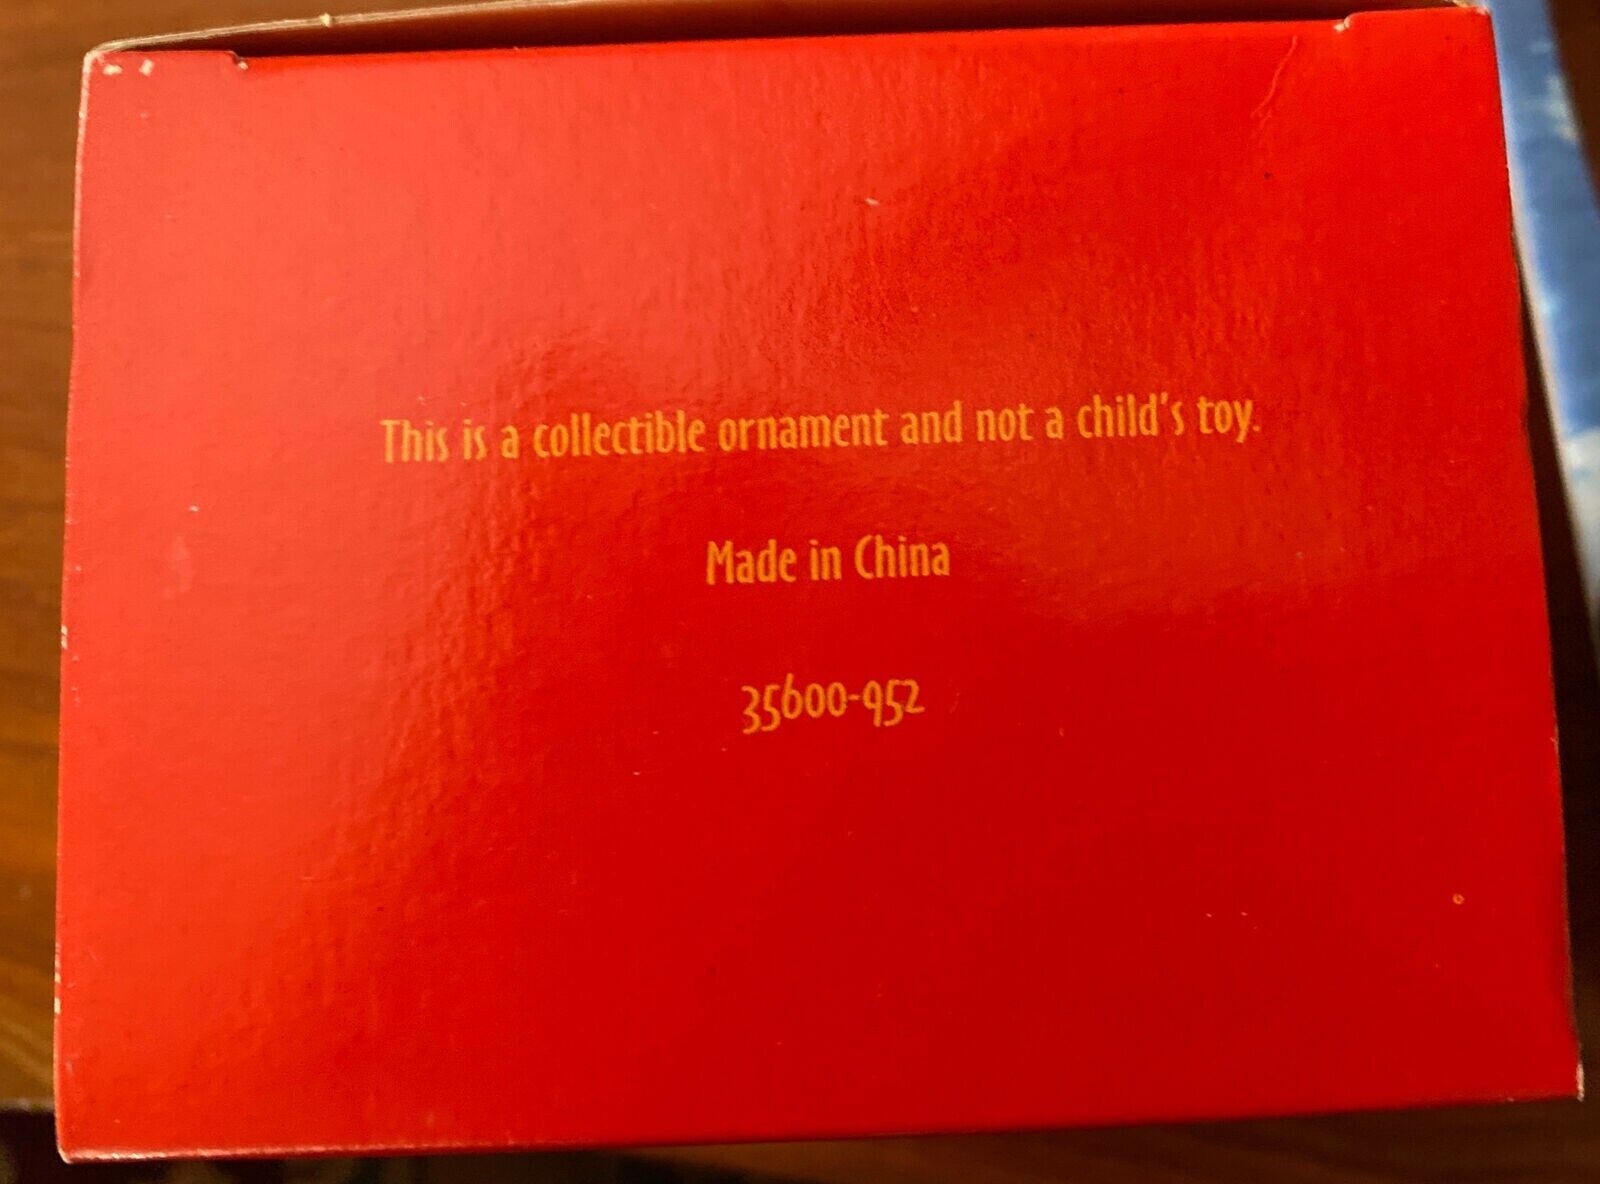 This is a collectible ornament and not a child's toy.
Made in China
35600-952